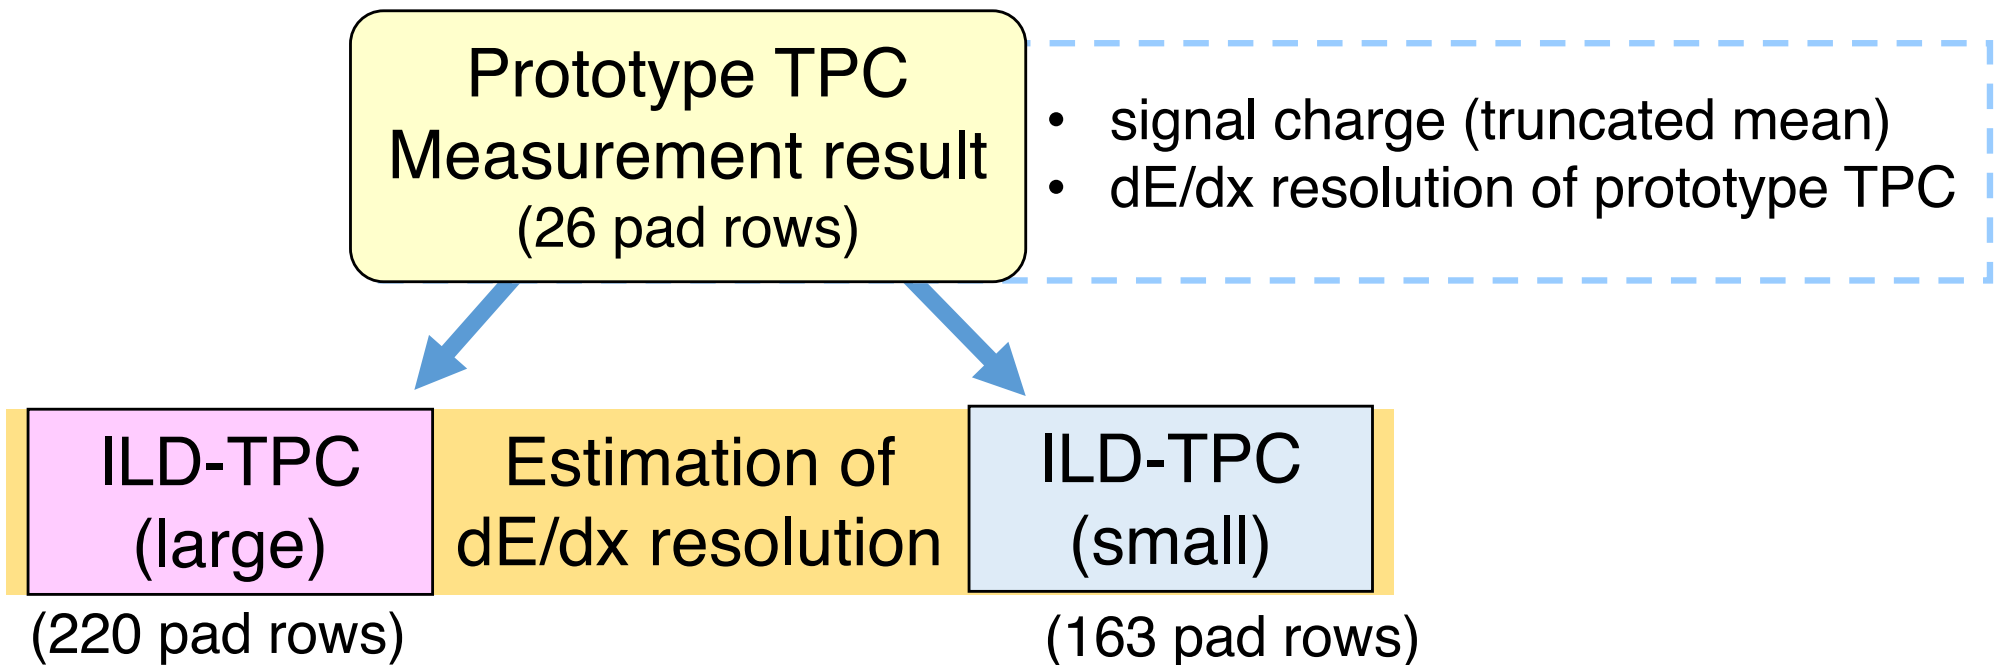 Prototype TPC
Measurement result
(26 pad rows)
• signal charge (truncated mean)
• dE/dx resolution of prototype TPC
ILD-TPC
(large)
Estimation of
dE/dx resolution
ILD-TPC
(small)
(220 pad rows)
(163 pad rows)